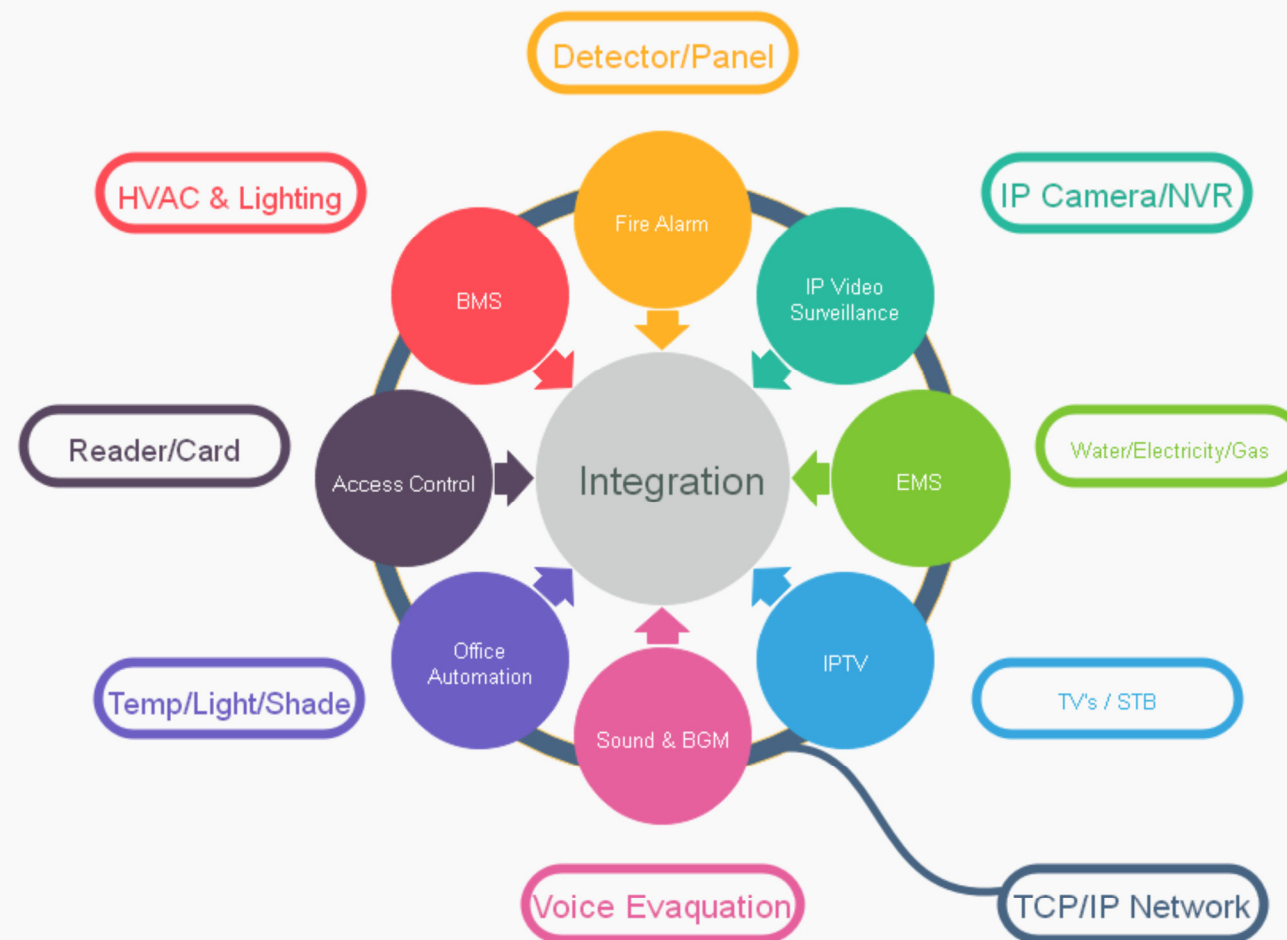 Detector/Panel
HVAC & Lighting
IP Camera/NVR
Fire Alarm
BMS
IP Video
Surveillance
Reader/Card
Access Control
Integration
EMS
Water/Electricity/Gas
Office
Automation
IPTV
Temp/Light/Shade
TV's / STB
Sound & BGM
Voice Evaquation
TCP/IP Network